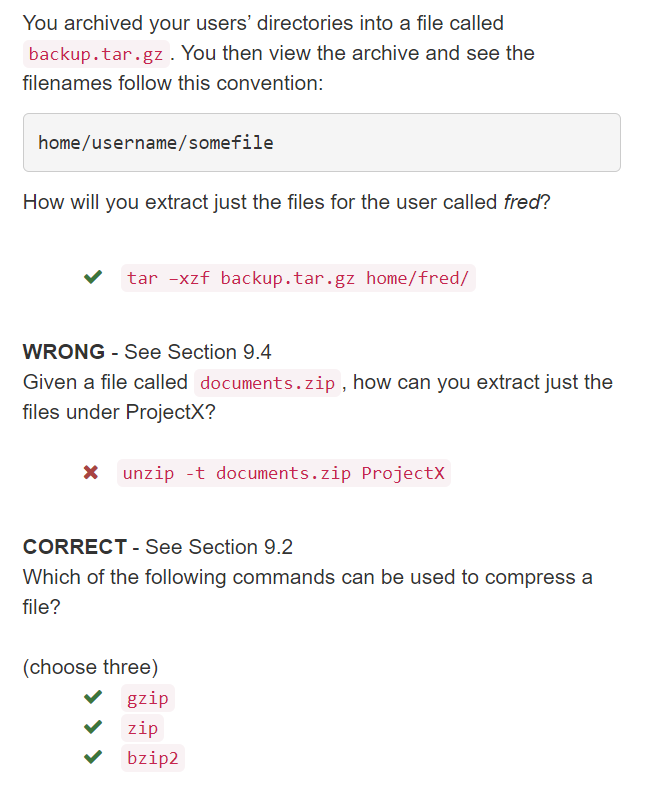 You archived your users’ directories into a file called
backup.tar.gz . You then view the archive and see the
filenames follow this convention:
home/username/somefile
How will you extract just the files for the user called fred?
tar –xzf backup.tar.gz home/fred/
WRONG - See Section 9.4
Given a file called documents.zip , how can you extract just the
files under ProjectX?
unzip -t documents.zip ProjectX
CORRECT - See Section 9.2
Which of the following commands can be used to compress a
file?
(choose three)
gzip
zip
bzip2